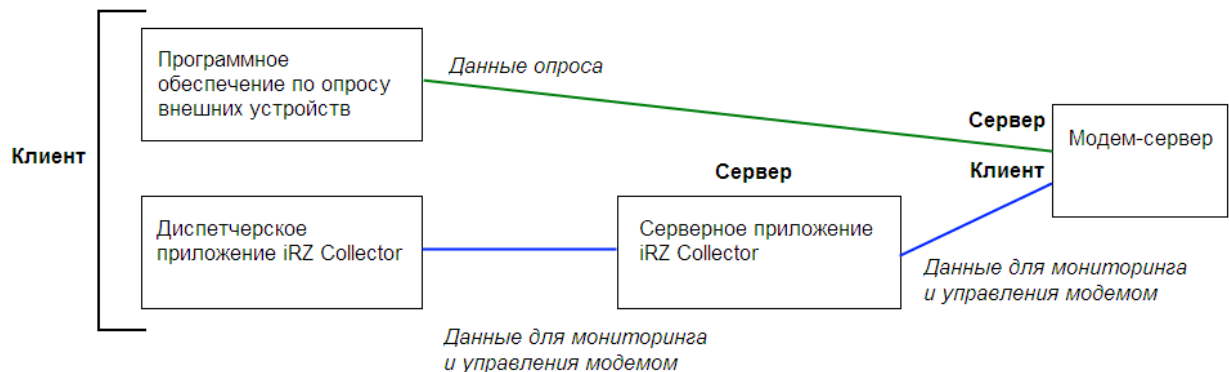 Программное
обеспечение по опросу
внешних устройств
Данные опроса
Сервер
Модем-сервер
Клиент
Клиент
Сервер
Диспетчерское
приложение iRZ Collector
Серверное приложение
iRZ Collector
Данные для мониторинга
и управления модемом
Данные для мониторинга
и управления модемом